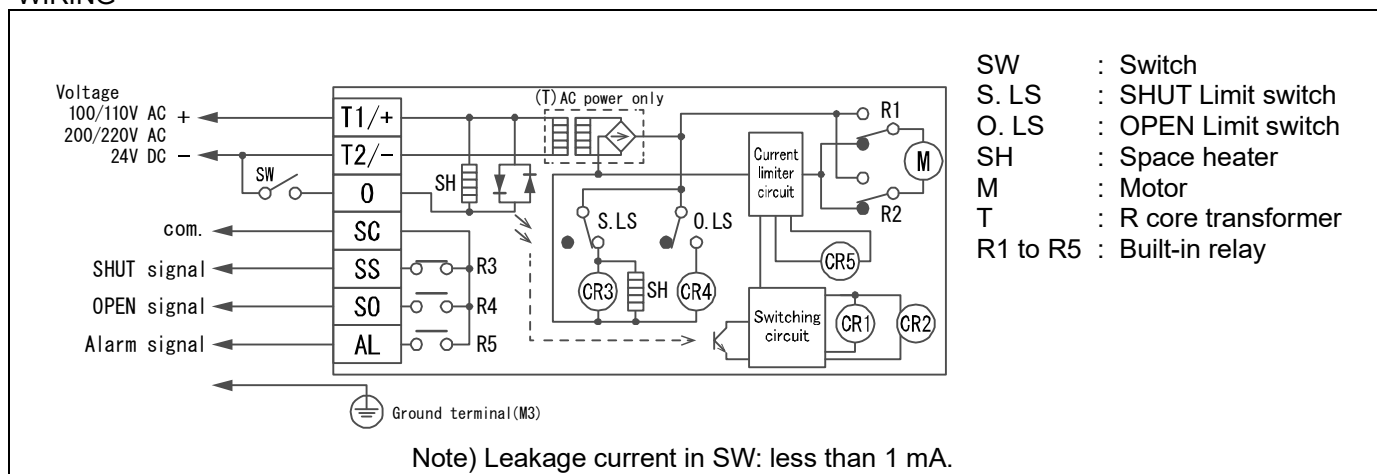 WIRING
Voltage
100/110V AC +
200/220V AC
24V DC −
SW
com.
SHUT signal
OPEN signal
Alarm signal
T1/+
T2/−
O
SC
SS
SO
AL
R3
R4
R5
SH
(T) AC power only
S.LS
O.LS
CR3
SH
CR4
Current
limiter
circuit
CR5
Switching
circuit
CR1
CR2
R1
M
R2
Ground terminal(M3)
SW : Switch
S. LS : SHUT Limit switch
O. LS : OPEN Limit switch
SH : Space heater
M : Motor
T : R core transformer
R1 to R5 : Built-in relay
Note) Leakage current in SW: less than 1 mA.